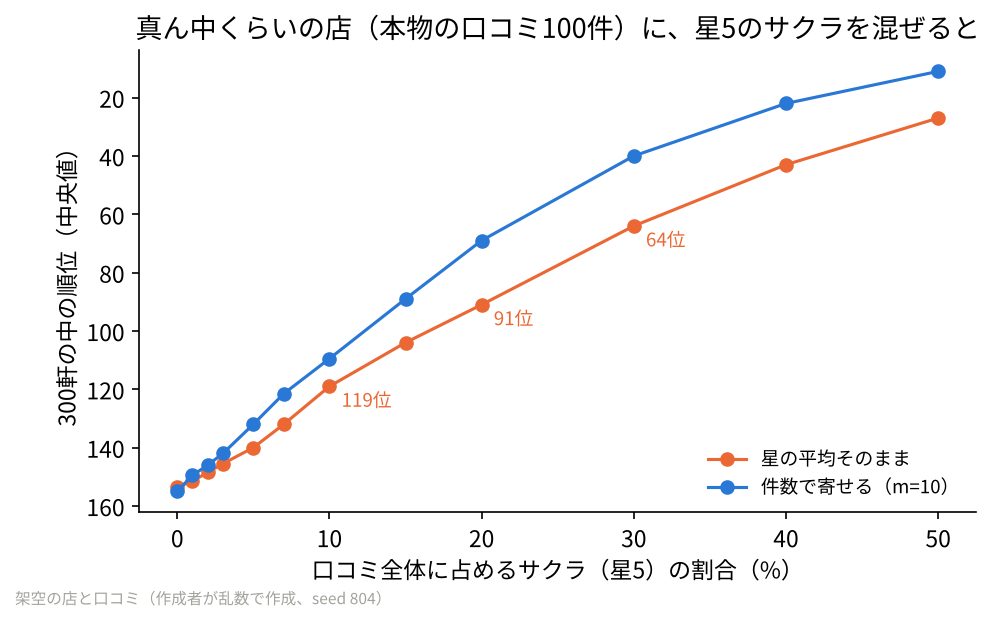 真ん中くらいの店（本物の口コミ100件）に、星5のサクラを混ぜると
300軒の中の順位（中央値）
20
40
60
80
100
120
140
160
119位
91位
64位
星の平均そのまま
件数で寄せる（m=10）
0 10 20 30 40 50
口コミ全体に占めるサクラ（星5）の割合（%）
架空の店と口コミ（作成者が乱数で作成、seed 804）